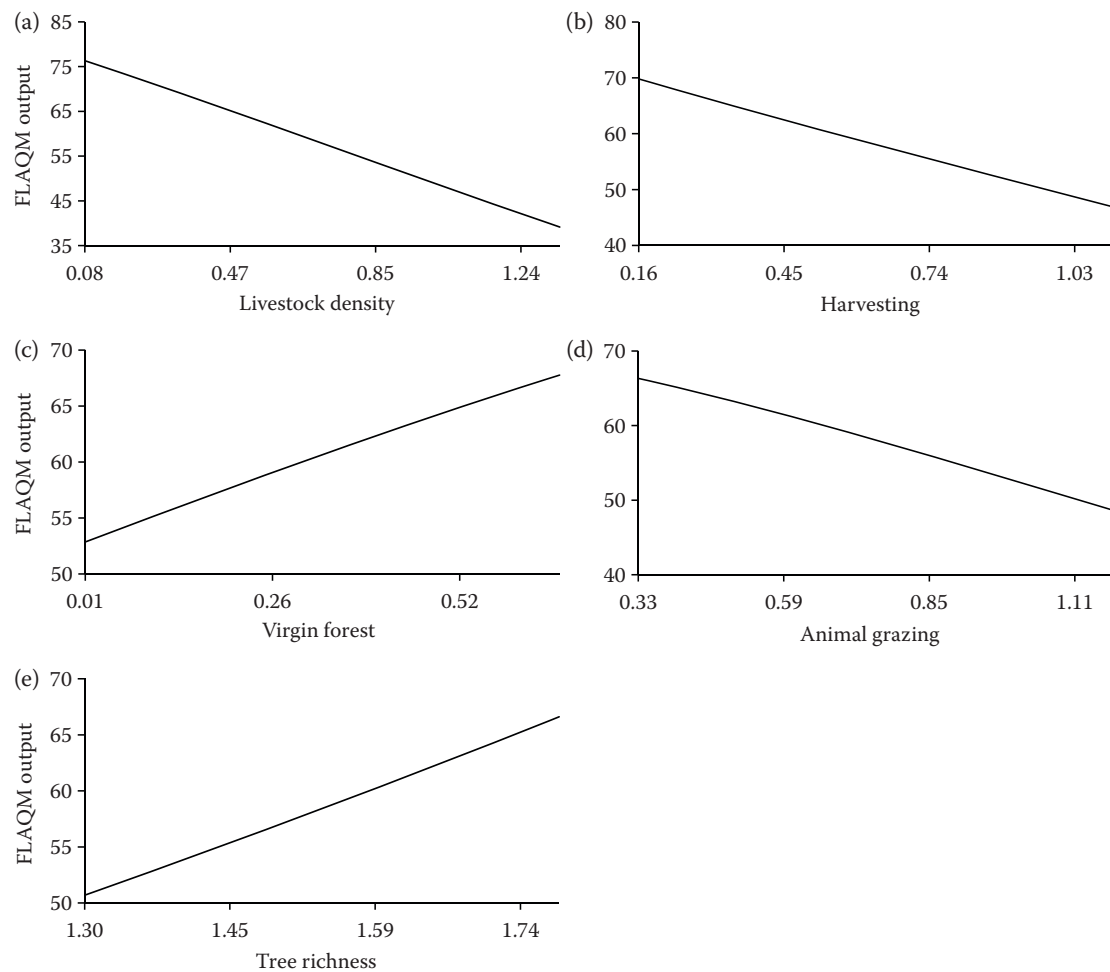 (a)
85
75
65
55
45
35
FLAQM output
0.08 0.47 0.85 1.24
Livestock density
(b)
80
70
60
50
40
0.16 0.45 0.74 1.03
Harvesting
(c)
70
65
60
55
50
FLAQM output
0.01 0.26 0.52
Virgin forest
(d)
70
60
50
40
0.33 0.59 0.85 1.11
Animal grazing
(e)
70
65
60
55
50
FLAQM output
1.30 1.45 1.59 1.74
Tree richness